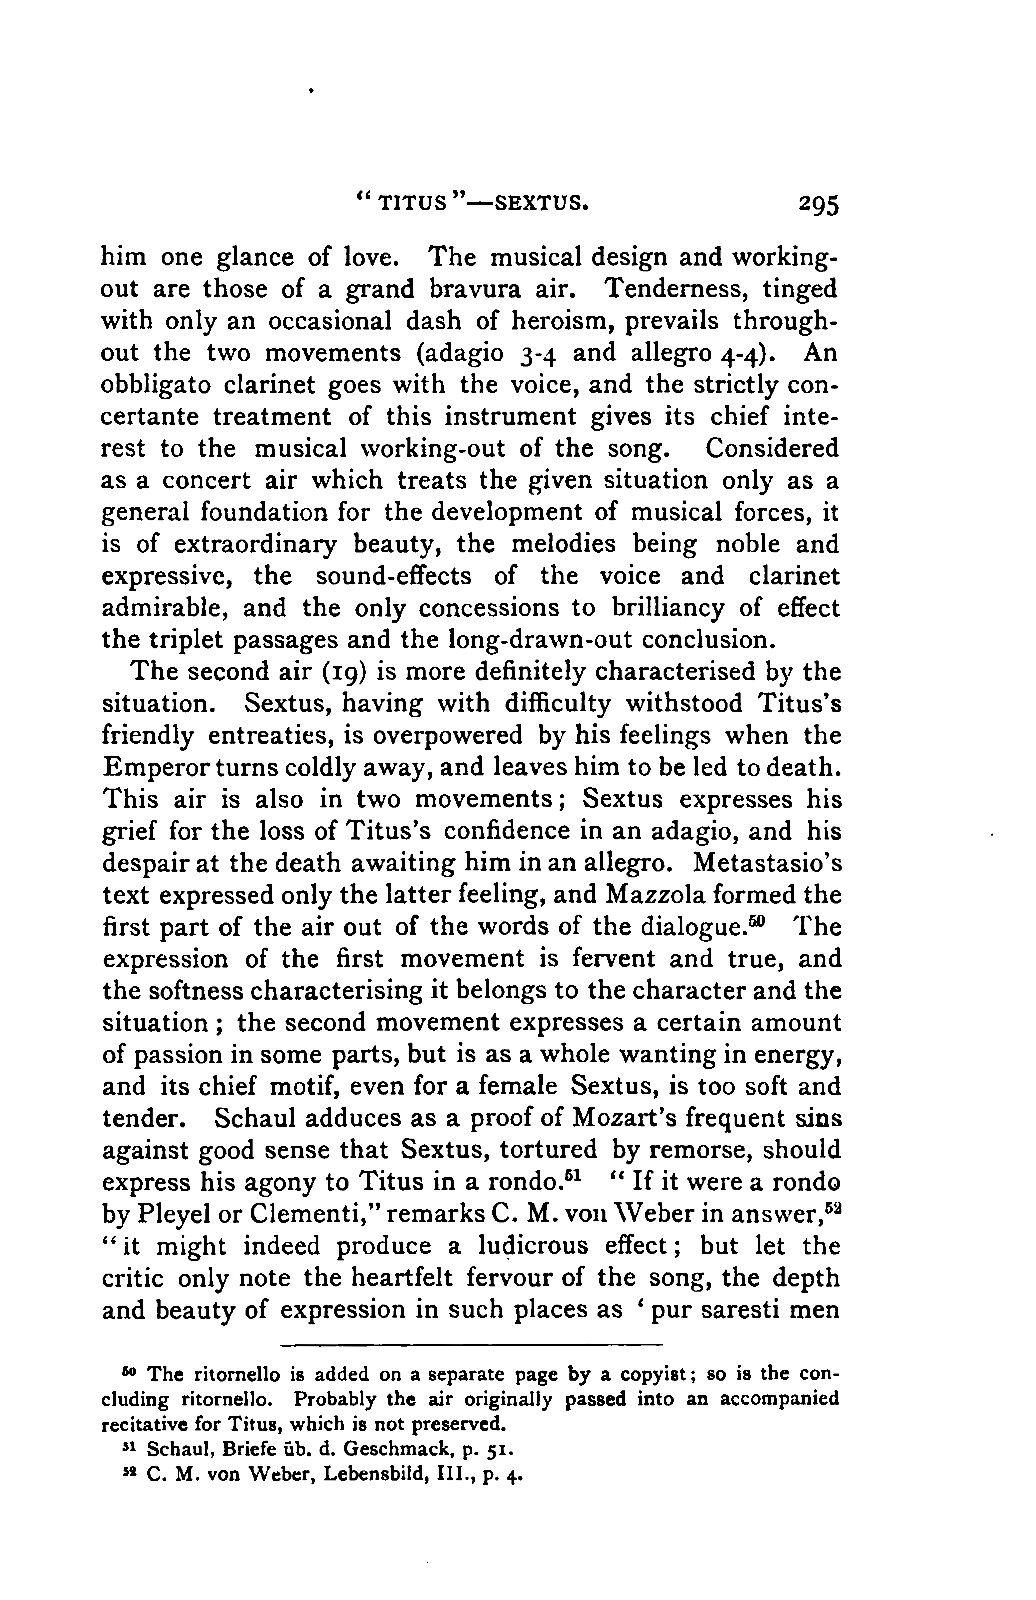 “ TITUS ”—SEXTUS. 295
him one glance of love. The musical design and working-
out are those of a grand bravura air. Tenderness, tinged
with only an occasional dash of heroism, prevails through-
out the two movements (adagio 3-4 and allegro 4-4). An
obbligato clarinet goes with the voice, and the strictly con-
certante treatment of this instrument gives its chief inte-
rest to the musical working-out of the song. Considered
as a concert air which treats the given situation only as a
general foundation for the development of musical forces, it
is of extraordinary beauty, the melodies being noble and
expressive, the sound-effects of the voice and clarinet
admirable, and the only concessions to brilliancy of effect
the triplet passages and the long-drawn-out conclusion.
The second air (19) is more definitely characterised by the
situation. Sextus, having with difficulty withstood Titus’s
friendly entreaties, is overpowered by his feelings when the
Emperor turns coldly away, and leaves him to be led to death.
This air is also in two movements; Sextus expresses his
grief for the loss of Titus’s confidence in an adagio, and his
despair at the death awaiting him in an allegro. Metastasio’s
text expressed only the latter feeling, and Mazzola formed the
first part of the air out of the words of the dialogue.⁵⁰ The
expression of the first movement is fervent and true, and
the softness characterising it belongs to the character and the
situation ; the second movement expresses a certain amount
of passion in some parts, but is as a whole wanting in energy,
and its chief motif, even for a female Sextus, is too soft and
tender. Schaul adduces as a proof of Mozart’s frequent sins
against good sense that Sextus, tortured by remorse, should
express his agony to Titus in a rondo.⁵¹ “ If it were a rondo
by Pleyel or Clementi,” remarks C. M. von Weber in answer,⁵²
“ it might indeed produce a ludicrous effect ; but let the
critic only note the heartfelt fervour of the song, the depth
and beauty of expression in such places as ‘ pur saresti men
⁵⁰ The ritornello is added on a separate page by a copyist; so is the con-
cluding ritornello. Probably the air originally passed into an accompanied
recitative for Titus, which is not preserved.
⁵¹ Schaul, Briefe üb. d. Geschmack, p. 51.
⁵² C. M. von Weber, Lebensbild, III., p. 4.